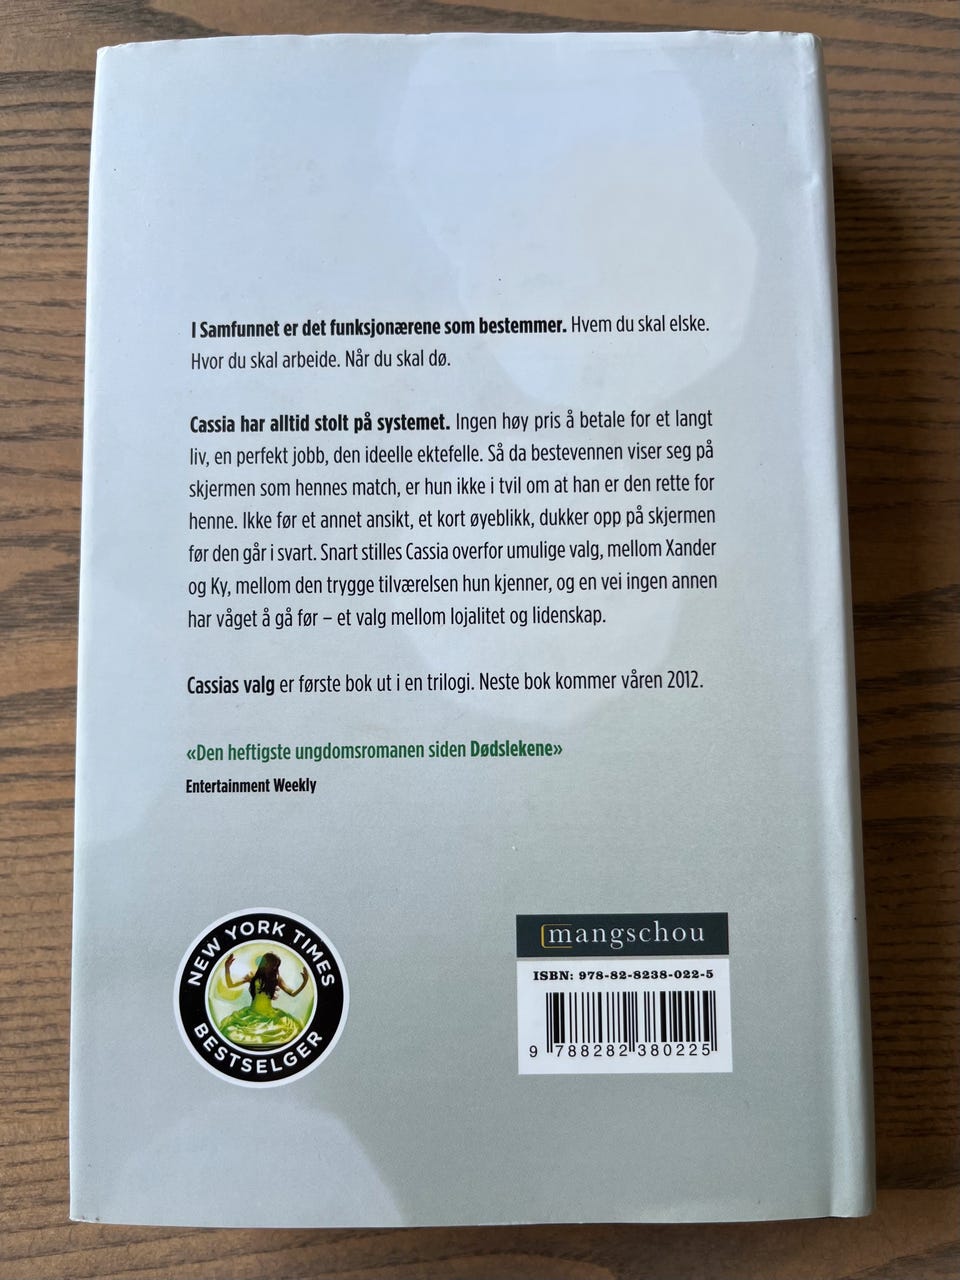 I Samfunnet er det funksjonærene som bestemmer. Hvem du skal elske.
Hvor du skal arbeide. Når du skal dø.
Cassia har alltid stolt på systemet. Ingen høy pris å betale for et langt
liv, en perfekt jobb, den ideelle ektefelle. Så da bestevennen viser seg på
skjermen som hennes match, er hun ikke i tvil om at han er den rette for
henne. Ikke før et annet ansikt, et kort øyeblikk, dukker opp på skjermen
før den går i svart. Snart stilles Cassia overfor umulige valg, mellom Xander
og Ky, mellom den trygge tilværelsen hun kjenner, og en vei ingen annen
har våget å gå før – et valg mellom lojalitet og lidenskap.
Cassias valg er første bok ut i en trilogi. Neste bok kommer våren 2012.
«Den heftigste ungdomsromanen siden Dødslekene»
Entertainment Weekly
NEW YORK TIMES
BESTSELGER
mangschou
ISBN: 978-82-8238-022-5
9 788282 380225